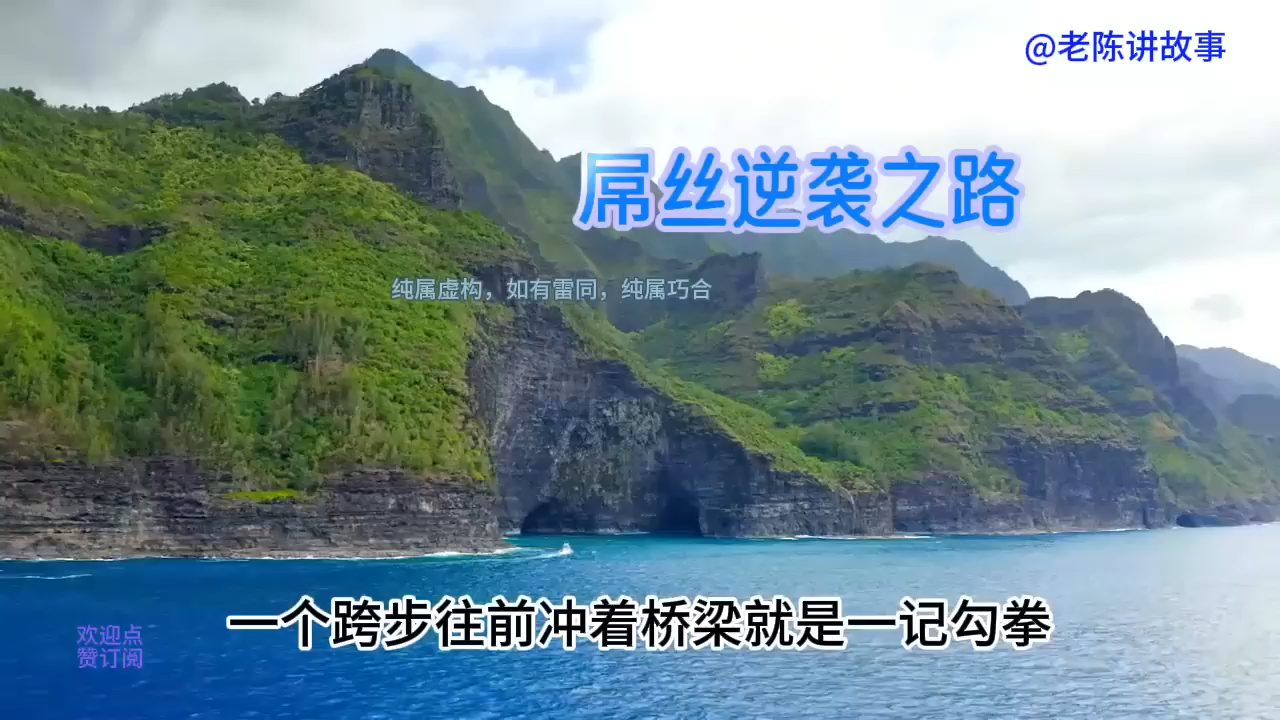 @老陈讲故事
屌丝逆袭之路
纯属虚构，如有雷同，纯属巧合
一个跨步往前冲着桥梁就是一记勾拳
欢迎点
赞订阅